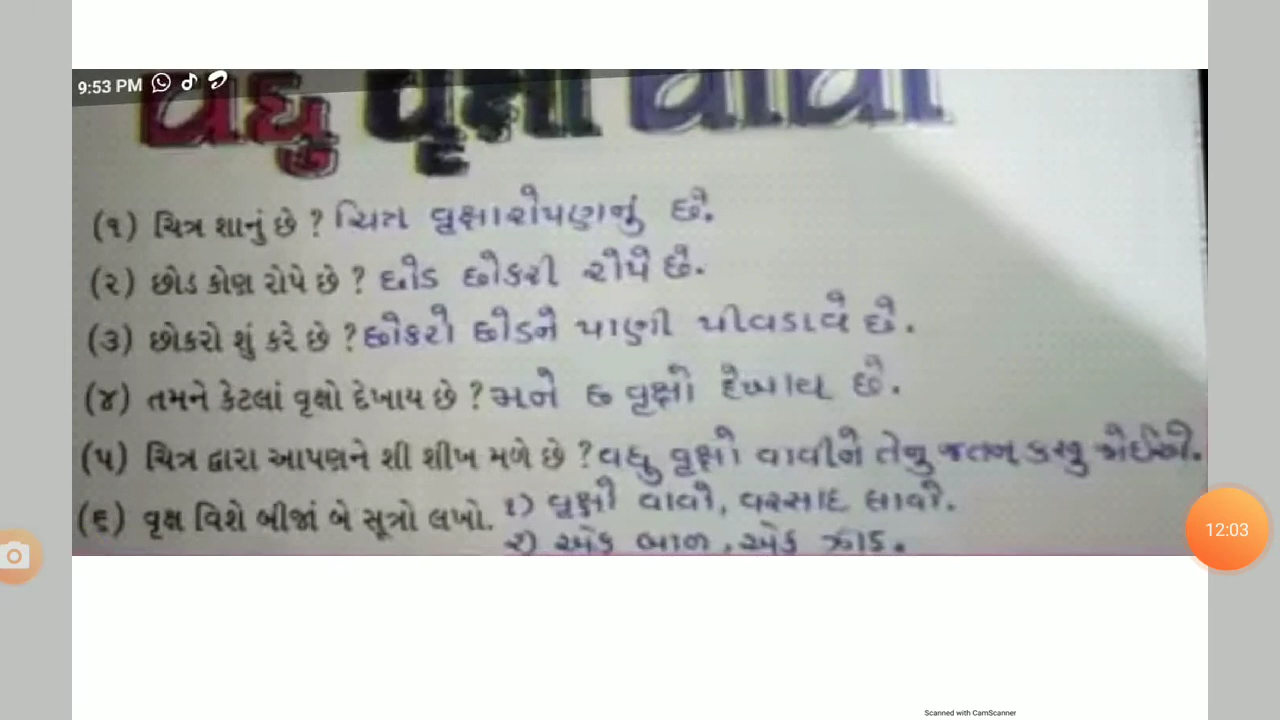 9:53 PM
વધુ વૃક્ષો વાવો
(૧) ચિત્ર શાનું છે ? ચિત્ર વૃક્ષારોપણનું છે.
(૨) છોડ કોણ રોપે છે ? છોડ છોકરી રોપે છે.
(૩) છોકરો શું કરે છે ? છોકરો છોડને પાણી પીવડાવે છે.
(૪) તમને કેટલાં વૃક્ષો દેખાય છે ? મને છ વૃક્ષો દેખાય છે.
(૫) ચિત્ર દ્વારા આપણને શી શીખ મળે છે ? વધુ વૃક્ષો વાવીને તેનુ જતન કરવુ જોઈએ.
(૬) વૃક્ષ વિશે બીજાં બે સૂત્રો લખો. ૧) વૃક્ષો વાવો, વરસાદ લાવો.
૨) એક બાળ, એક ઝાડ.
12:03
Scanned with CamScanner